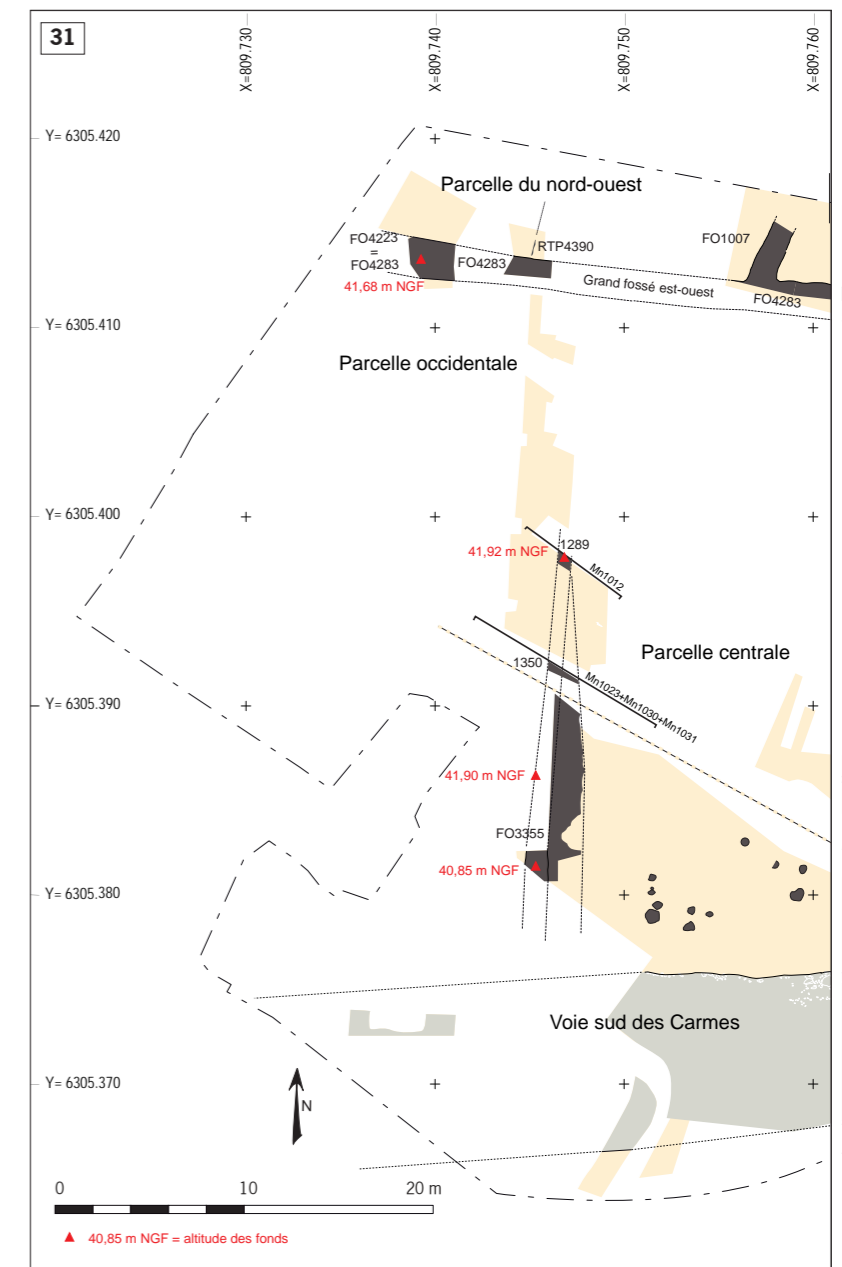 31
X=809.730
X=809.740
X=809.750
X=809.760
Y= 6305.420
Parcelle du nord-ouest
FO4223
=
FO4283
FO4283
RTP4390
FO1007
41,68 m NGF
Grand fossé est-ouest
FO4283
Y= 6305.410
Parcelle occidentale
Y= 6305.400
1289
41,92 m NGF
Mn1012
Parcelle centrale
1350
Mn1023+Mn1030+Mn1031
Y= 6305.390
41,90 m NGF
FO3355
40,85 m NGF
Y= 6305.380
Voie sud des Carmes
Y= 6305.370
N
0 10 20 m
40,85 m NGF = altitude des fonds